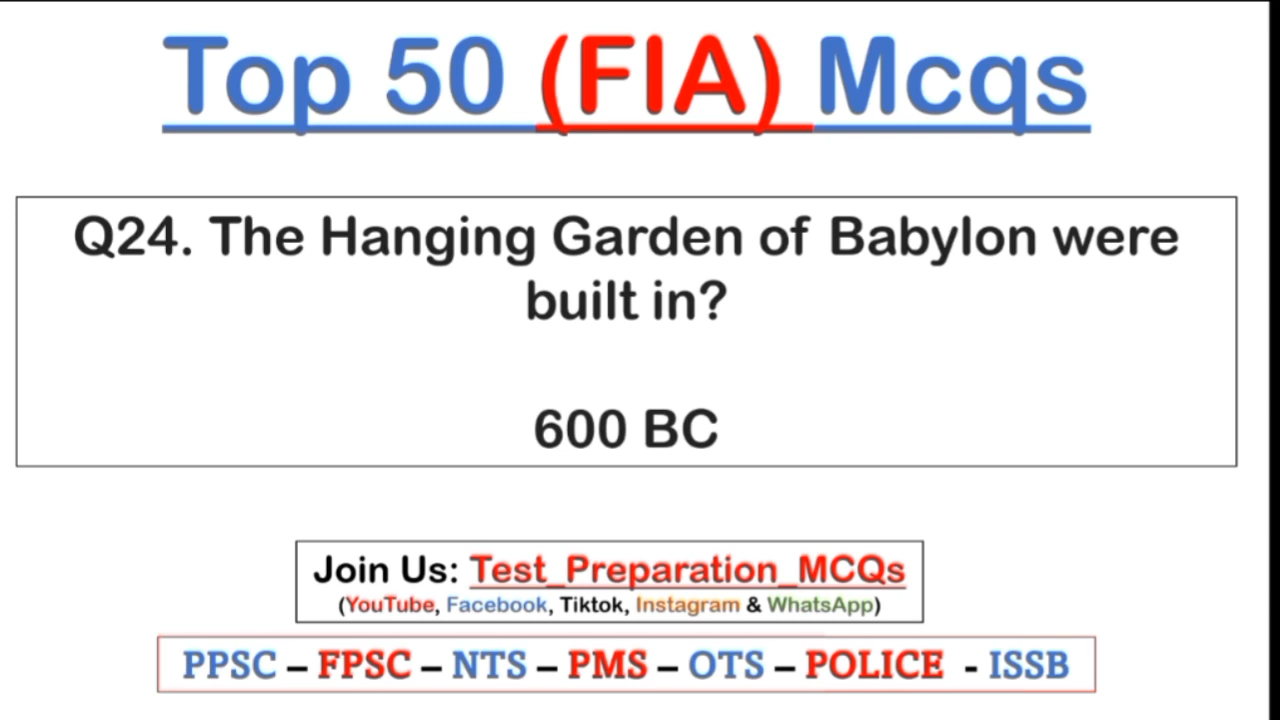 Top 50 (FIA) Mcqs
Q24. The Hanging Garden of Babylon were
built in?
600 BC
Join Us: Test_Preparation_MCQs
(YouTube, Facebook, Tiktok, Instagram & WhatsApp)
PPSC – FPSC – NTS – PMS – OTS – POLICE - ISSB